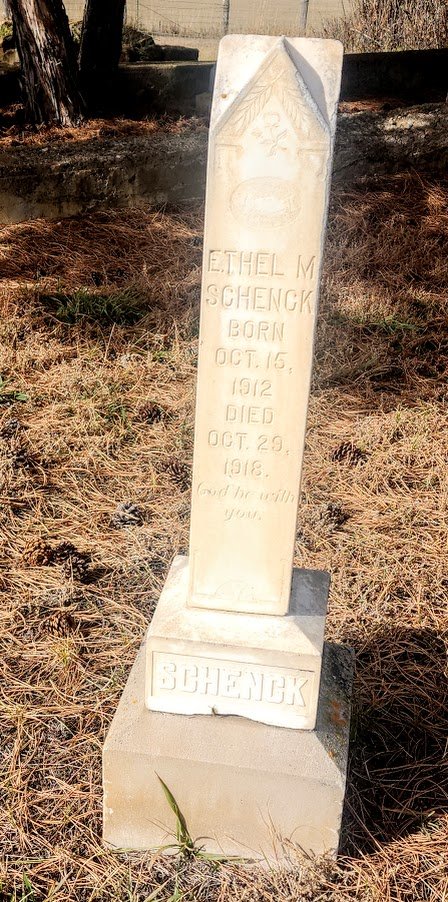 ETHEL M
SCHENCK
BORN
OCT. 15,
1912
DIED
OCT. 29,
1918.
God be with
you.
SCHENCK